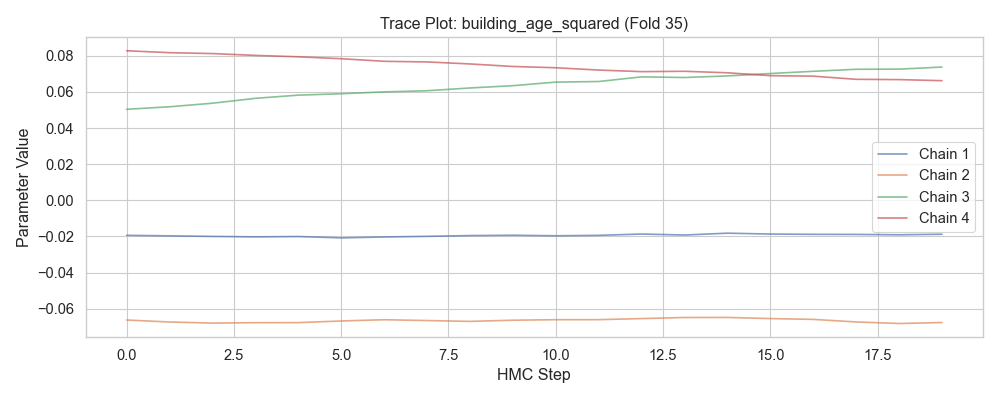 Trace Plot: building_age_squared (Fold 35)
Parameter Value
0.08
0.06
0.04
0.02
0.00
−0.02
−0.04
−0.06
Chain 1
Chain 2
Chain 3
Chain 4
0.0 2.5 5.0 7.5 10.0 12.5 15.0 17.5
HMC Step